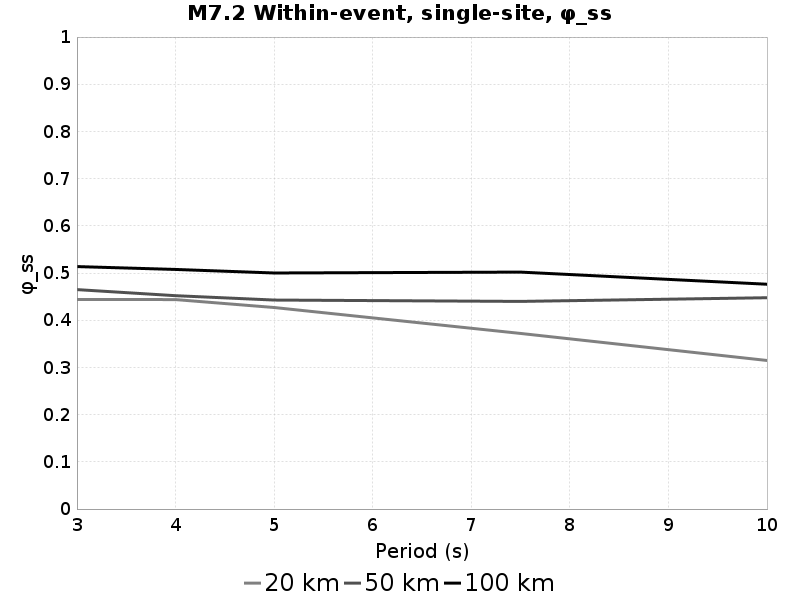 M7.2 Within-event, single-site, φ_ss
1
0.9
0.8
0.7
0.6
0.5
0.4
0.3
0.2
0.1
0
φ_ss
3 4 5 6 7 8 9 10
Period (s)
20 km 50 km 100 km